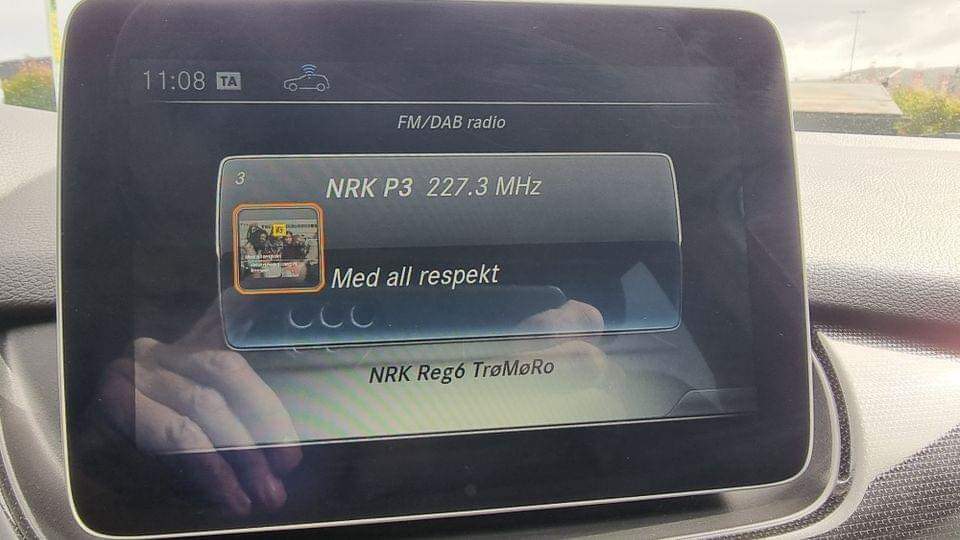 11:08 TA
FM/DAB radio
3
NRK P3 227.3 MHz
Med all respekt
NRK Reg6 TrøMøRo